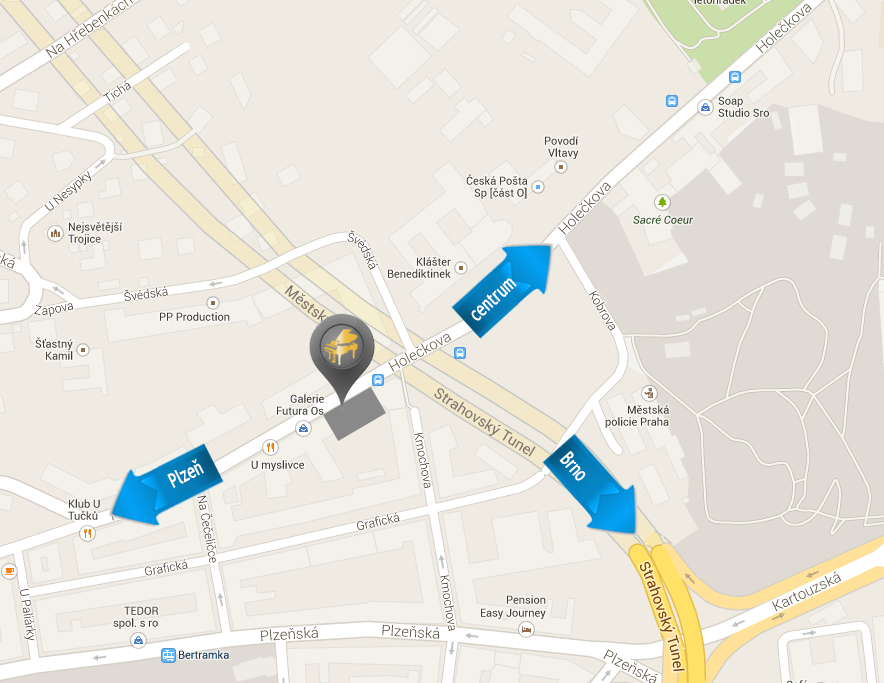 letohrádek
Na Hřebenkách
Holečkova
Tichá
Soap
Studio Sro
Povodí
Vltavy
Česká Pošta
Sp [část O]
U Nesypky
Holečkova
Sacré Coeur
Nejsvětější
Trojice
Švédská
Klášter
Benediktinek
centrum
Švédská
Zapova
Městsk
PP Production
Kobrova
Šťastný
Kamil
Holečkova
Galerie
Futura Os
Strahovský Tunel
Městská
policie Praha
U myslivce
Kmochova
Plzeň
Brno
Klub U
Tučků
Na Čečeličce
Grafická
Grafická
Strahovský Tunel
Kartouzská
U Paliárky
Kmochova
TEDOR
spol. s ro
Pension
Easy Journey
Plzeňská
Plzeňská
Bertramka
Plzeňská